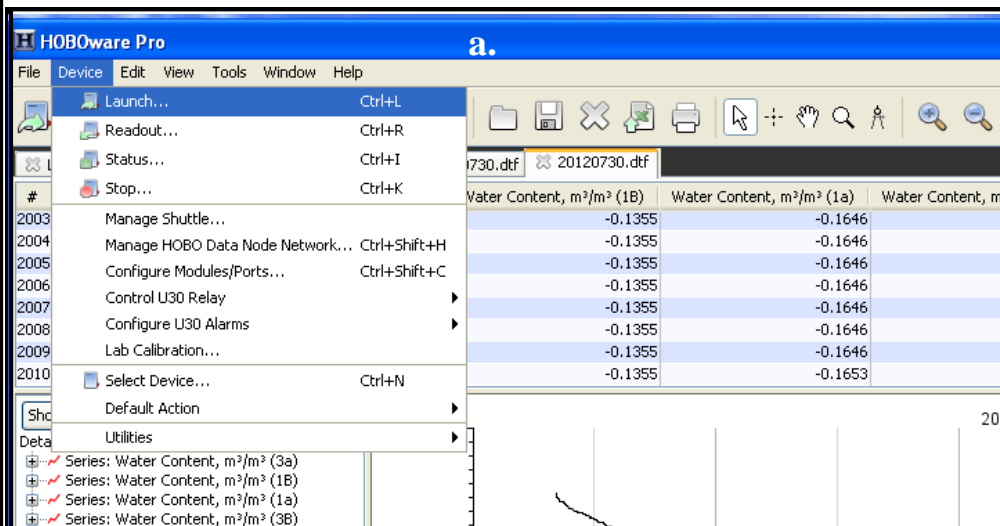 HOBOware Pro a.
File Device Edit View Tools Window Help
Launch... Ctrl+L
Readout... Ctrl+R
Status... Ctrl+I
730.dtf 20120730.dtf
Stop... Ctrl+K
# Water Content, m³/m³ (1B) Water Content, m³/m³ (1a) Water Content, m
2003 -0.1355 -0.1646
Manage Shuttle...
2004 -0.1355 -0.1646
Manage HOBO Data Node Network... Ctrl+Shift+H
2005 -0.1355 -0.1646
Configure Modules/Ports... Ctrl+Shift+C
2006 -0.1355 -0.1646
Control U30 Relay
2007 -0.1355 -0.1646
Configure U30 Alarms
2008 -0.1355 -0.1646
Lab Calibration...
2009 -0.1355 -0.1646
2010 -0.1355 -0.1653
Select Device... Ctrl+N
Default Action
Sho
20
Utilities
Deta
Series: Water Content, m³/m³ (3a)
Series: Water Content, m³/m³ (1B)
Series: Water Content, m³/m³ (1a)
Series: Water Content, m³/m³ (3B)